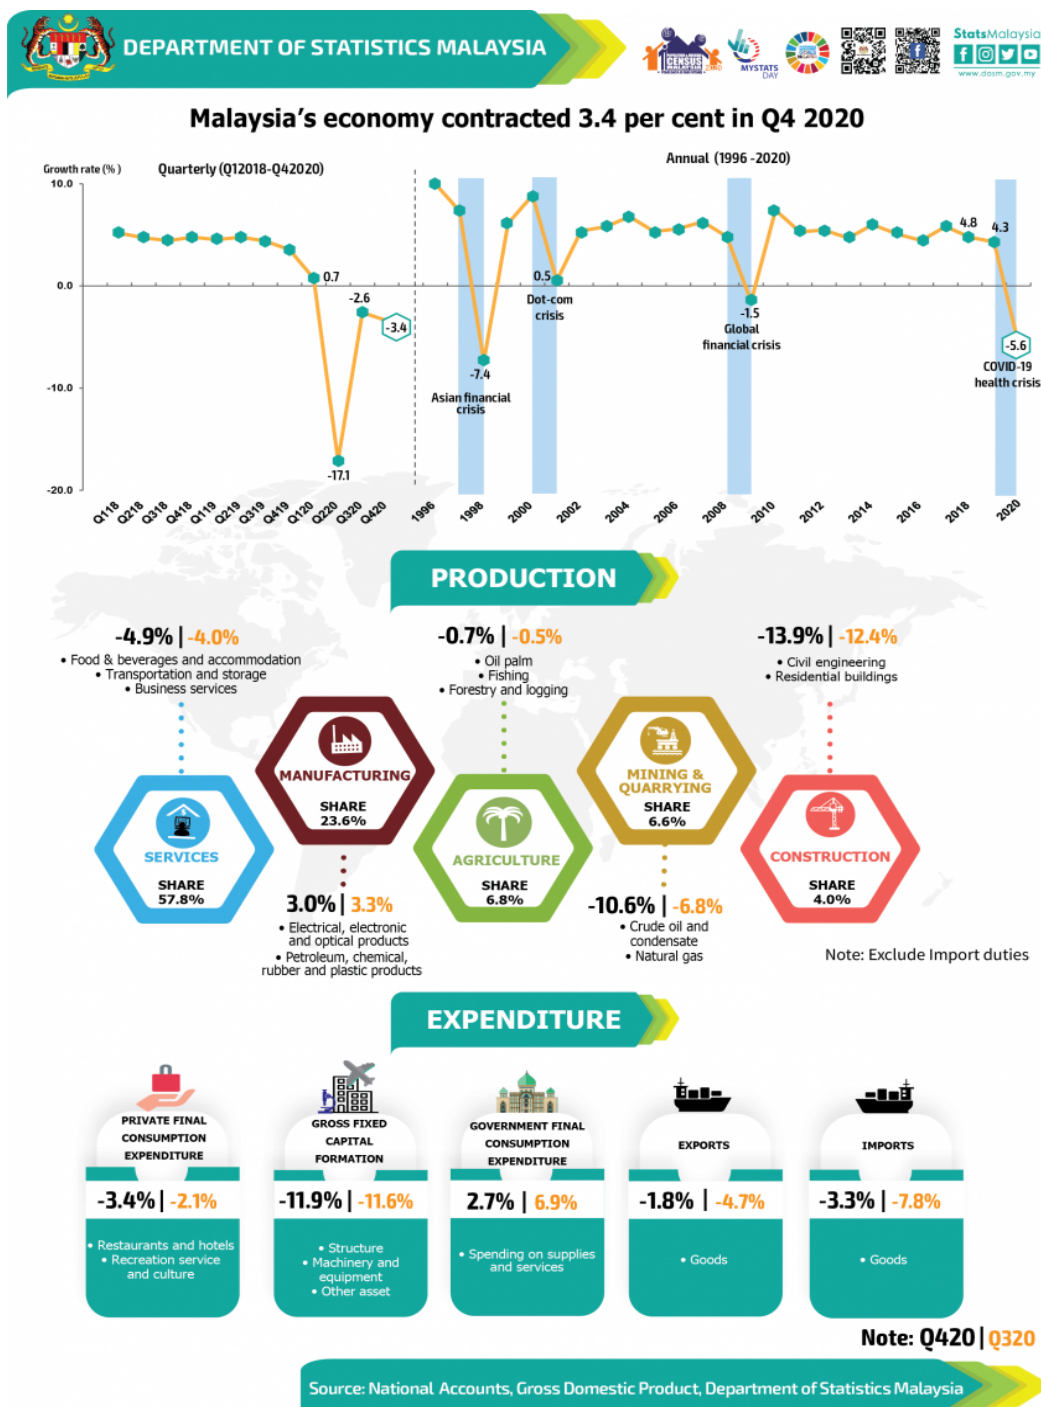 DEPARTMENT OF STATISTICS MALAYSIA
CENSUS
MALAYSIA
2020
MYSTATS
DAY
StatsMalaysia
www.dosm.gov.my
Malaysia's economy contracted 3.4 per cent in Q4 2020
Growth rate (% )
Quarterly (Q12018-Q42020)
Annual (1996 -2020)
10.0
0.0
-10.0
-20.0
0.7
-2.6
-3.4
-17.1
-7.4
Asian financial
crisis
0.5
Dot-com
crisis
-1.5
Global
financial crisis
4.8
4.3
-5.6
COVID-19
health crisis
Q118 Q218 Q318 Q418 Q119 Q219 Q319 Q419 Q120 Q220 Q320 Q420
1996 1998 2000 2002 2004 2006 2008 2010 2012 2014 2016 2018 2020
PRODUCTION
-4.9% | -4.0%
• Food & beverages and accommodation
• Transportation and storage
• Business services
SERVICES
SHARE
57.8%
MANUFACTURING
SHARE
23.6%
3.0% | 3.3%
• Electrical, electronic
and optical products
• Petroleum, chemical,
rubber and plastic products
-0.7% | -0.5%
• Oil palm
• Fishing
• Forestry and logging
AGRICULTURE
SHARE
6.8%
MINING &
QUARRYING
SHARE
6.6%
-10.6% | -6.8%
• Crude oil and
condensate
• Natural gas
-13.9% | -12.4%
• Civil engineering
• Residential buildings
CONSTRUCTION
SHARE
4.0%
Note: Exclude Import duties
EXPENDITURE
PRIVATE FINAL
CONSUMPTION
EXPENDITURE
-3.4% | -2.1%
• Restaurants and hotels
• Recreation service
and culture
GROSS FIXED
CAPITAL
FORMATION
-11.9% | -11.6%
• Structure
• Machinery and
equipment
• Other asset
GOVERNMENT FINAL
CONSUMPTION
EXPENDITURE
2.7% | 6.9%
• Spending on supplies
and services
EXPORTS
-1.8% | -4.7%
• Goods
IMPORTS
-3.3% | -7.8%
• Goods
Note: Q420 | Q320
Source: National Accounts, Gross Domestic Product, Department of Statistics Malaysia